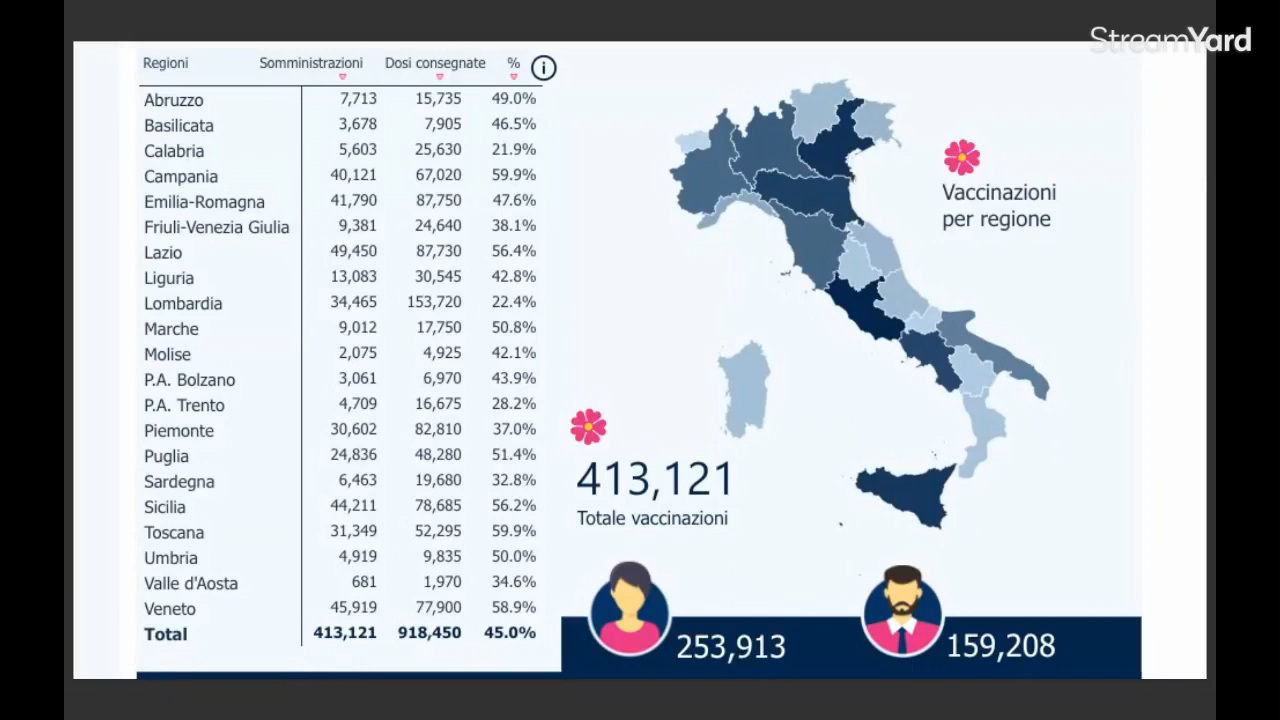 StreamYard
Regioni Somministrazioni Dosi consegnate % i
Abruzzo 7,713 15,735 49.0%
Basilicata 3,678 7,905 46.5%
Calabria 5,603 25,630 21.9%
Campania 40,121 67,020 59.9%
Emilia-Romagna 41,790 87,750 47.6%
Friuli-Venezia Giulia 9,381 24,640 38.1%
Lazio 49,450 87,730 56.4%
Liguria 13,083 30,545 42.8%
Lombardia 34,465 153,720 22.4%
Marche 9,012 17,750 50.8%
Molise 2,075 4,925 42.1%
P.A. Bolzano 3,061 6,970 43.9%
P.A. Trento 4,709 16,675 28.2%
Piemonte 30,602 82,810 37.0%
Puglia 24,836 48,280 51.4%
Sardegna 6,463 19,680 32.8%
Sicilia 44,211 78,685 56.2%
Toscana 31,349 52,295 59.9%
Umbria 4,919 9,835 50.0%
Valle d'Aosta 681 1,970 34.6%
Veneto 45,919 77,900 58.9%
Total 413,121 918,450 45.0%
Vaccinazioni
per regione
413,121
Totale vaccinazioni
253,913
159,208